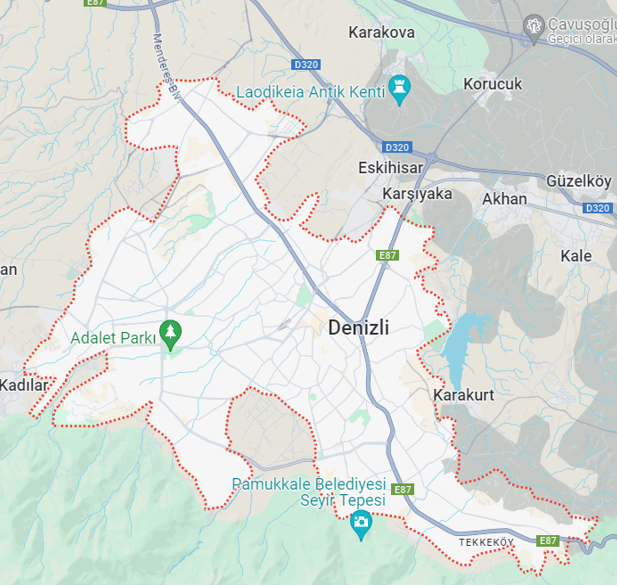 Karakova
Çavuşoğlu
Geçici olarak
Menderes Blv.
D320
Laodikeia Antik Kenti
Korucuk
D320
Eskihisar
Güzelköy
Karşıyaka
Akhan
D320
an
E87
Kale
Denizli
Adalet Parkı
Kadılar
Karakurt
Pamukkale Belediyesi
Seyir Tepesi
E87
TEKKEKÖY
E87